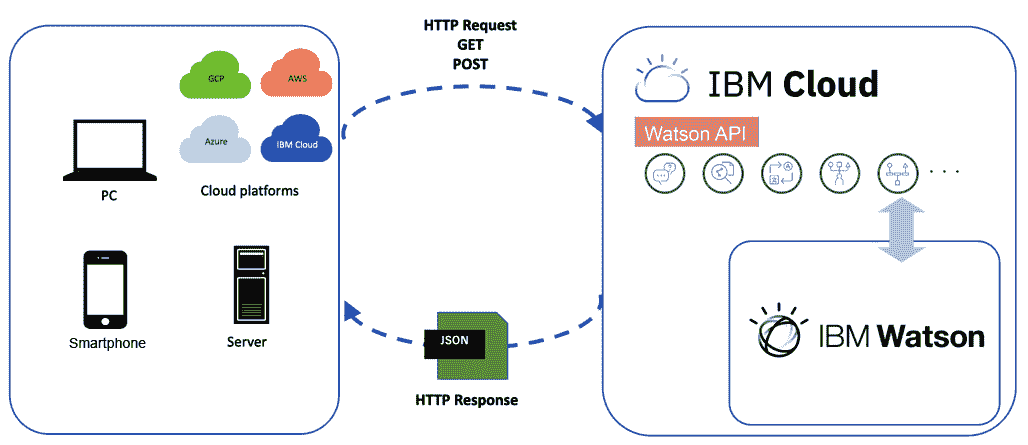 HTTP Request
GET
POST
GCP
AWS
Azure
IBM Cloud
PC
Cloud platforms
Smartphone
Server
JSON
HTTP Response
IBM Cloud
Watson API
. . .
IBM Watson